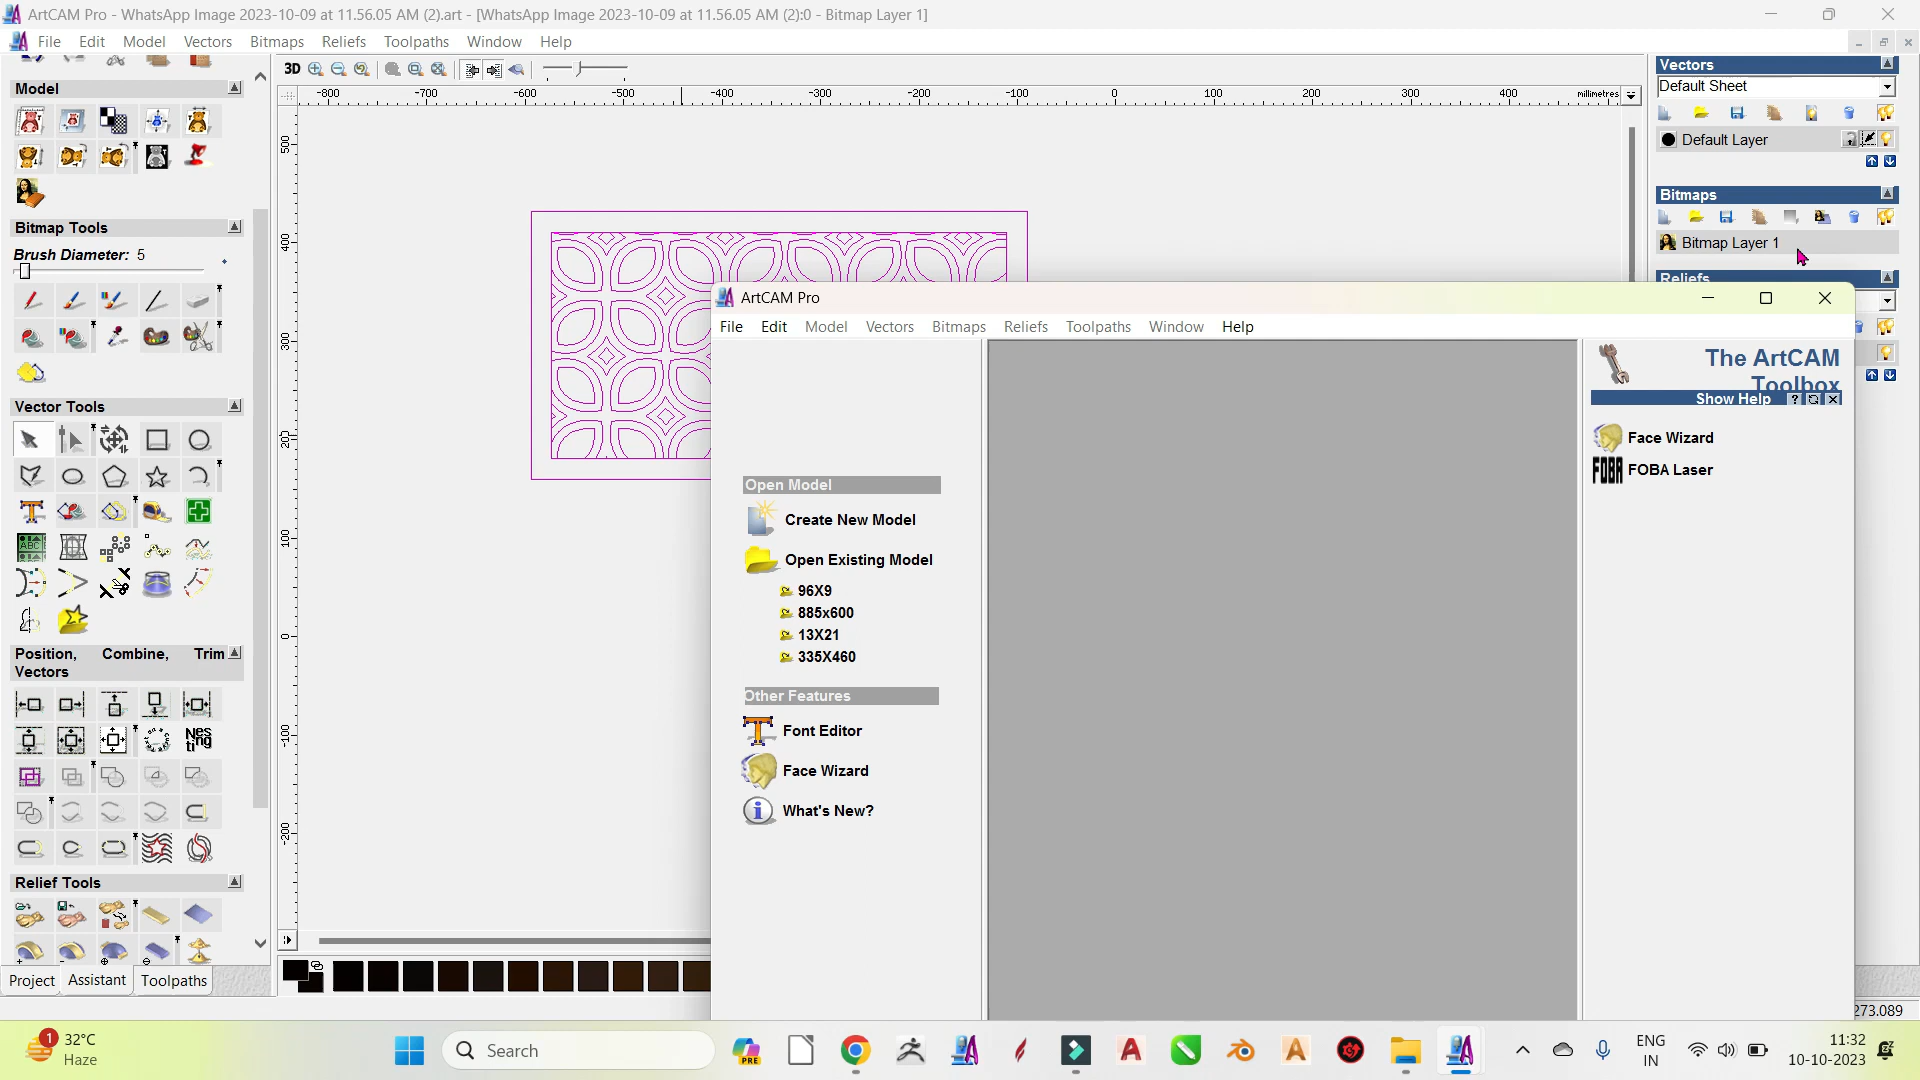 ArtCAM Pro - WhatsApp Image 2023-10-09 at 11.56.05 AM (2).art - [WhatsApp Image 2023-10-09 at 11.56.05 AM (2):0 - Bitmap Layer 1]
File Edit Model Vectors Bitmaps Reliefs Toolpaths Window Help
3D
Model
-800 -700 -600 -500 -400 -300 -200 -100 0 100 200 300 400 millimetres
500
400
300
200
100
0
-100
-200
Bitmap Tools
Brush Diameter: 5
Vector Tools
ABC
Position, Combine, Trim
Vectors
Nes
ting
Relief Tools
Project Assistant Toolpaths
Vectors
Default Sheet
Default Layer
Bitmaps
Bitmap Layer 1
Reliefs
ArtCAM Pro
File Edit Model Vectors Bitmaps Reliefs Toolpaths Window Help
Open Model
Create New Model
Open Existing Model
96X9
885x600
13X21
335X460
Other Features
Font Editor
Face Wizard
What's New?
The ArtCAM
Toolbox
Show Help
Face Wizard
FOBA FOBA Laser
273.089
1
32°C
Haze
Search
PRE
ENG
IN
11:32
10-10-2023